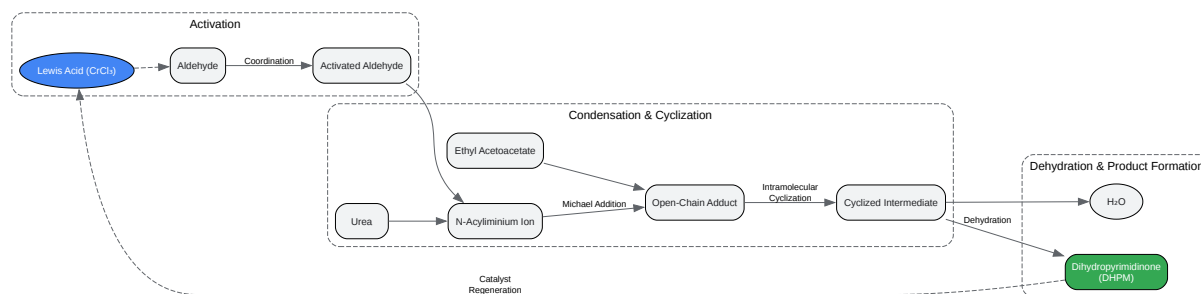 Activation
Lewis Acid (CrCl₃)
Aldehyde
Coordination
Activated Aldehyde
Condensation & Cyclization
Ethyl Acetoacetate
Urea
N-Acyliminium Ion
Michael Addition
Open-Chain Adduct
Intramolecular
Cyclization
Cyclized Intermediate
Dehydration & Product Formation
H₂O
Dehydration
Dihydropyrimidinone
(DHPM)
Catalyst
Regeneration